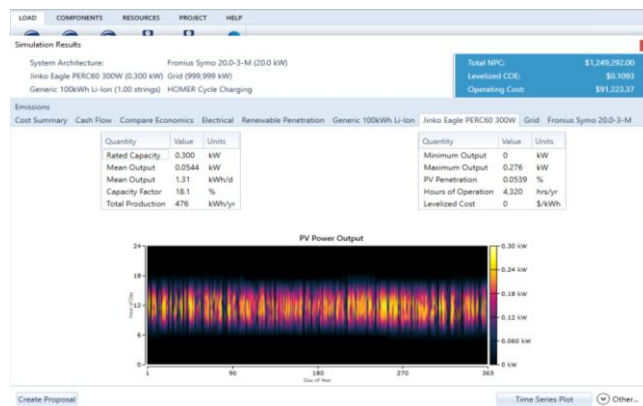 LOAD COMPONENTS RESOURCES PROJECT HELP
Simulation Results
System Architecture: Fronius Symo 20.0-3-M (20.0 kW)
Jinko Eagle PERC60 300W (0.300 kW) Grid (999,999 kW)
Generic 100kWh Li-Ion (1.00 strings) HOMER Cycle Charging
Total NPC: $1,249,292.00
Levelized COE: $0.1093
Operating Cost: $91,223.37
Emissions
Cost Summary Cash Flow Compare Economics Electrical Renewable Penetration Generic 100kWh Li-Ion Jinko Eagle PERC60 300W Grid Fronius Symo 20.0-3-M
Quantity Value Units
Rated Capacity 0.300 kW
Mean Output 0.0544 kW
Mean Output 1.31 kWh/d
Capacity Factor 18.1 %
Total Production 476 kWh/yr
Quantity Value Units
Minimum Output 0 kW
Maximum Output 0.276 kW
PV Penetration 0.0539 %
Hours of Operation 4,320 hrs/yr
Levelized Cost 0 $/kWh
PV Power Output
24
18
12
6
0
Hour of Day
1 90 180 270 365
Day of Year
0.30 kW
0.24 kW
0.18 kW
0.12 kW
0.060 kW
0 kW
Create Proposal Time Series Plot Other...